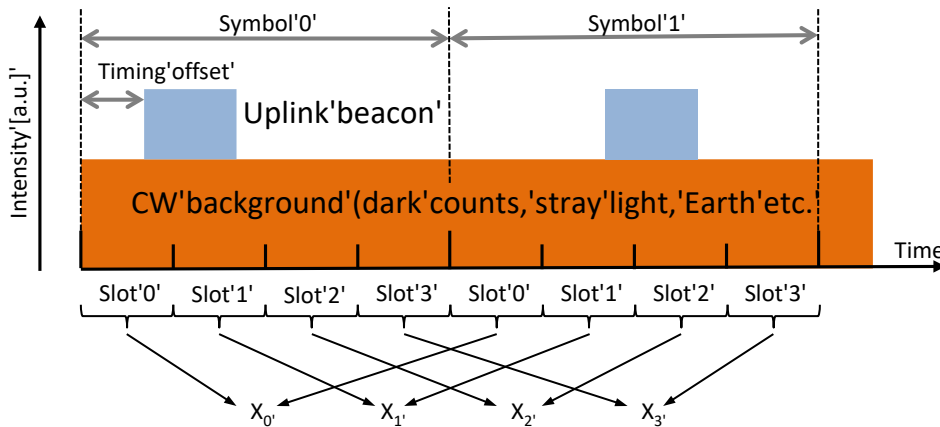 Symbol'0' Symbol'1'
Timing'offset'
Uplink'beacon'
Intensity'[a.u.]'
CW'background'(dark'counts,'stray'light,'Earth'etc.'
Time
Slot'0' Slot'1' Slot'2' Slot'3' Slot'0' Slot'1' Slot'2' Slot'3'
X0' X1' X2' X3'